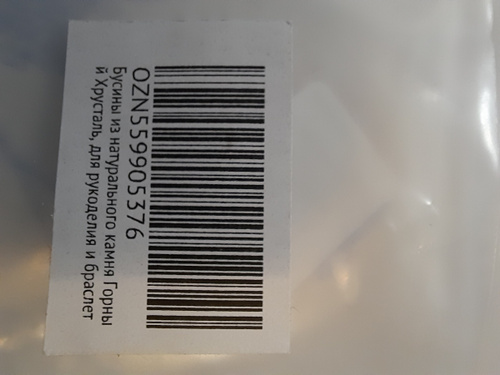 OZN559905376
Бусины из натурального камня Горны
й Хрусталь, для рукоделия и браслет